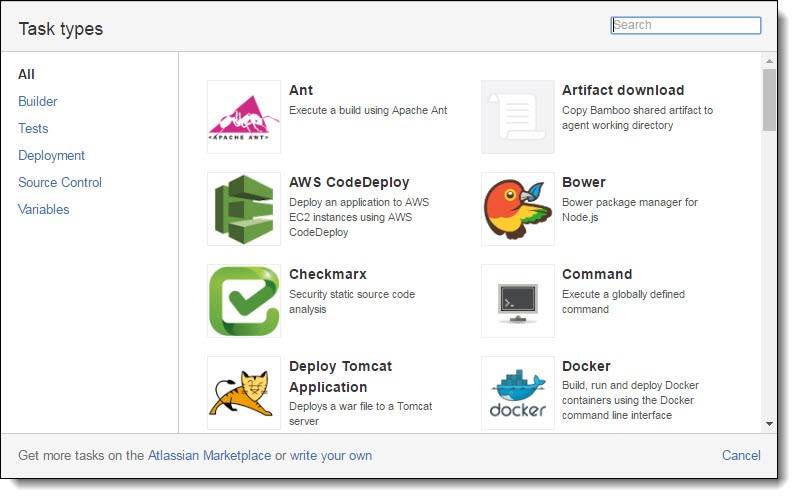 Task types
Search
All
Builder
Tests
Deployment
Source Control
Variables
<APACHE ANT>
Ant
Execute a build using Apache Ant
Artifact download
Copy Bamboo shared artifact to
agent working directory
AWS CodeDeploy
Deploy an application to AWS
EC2 instances using AWS
CodeDeploy
Bower
Bower package manager for
Node.js
Checkmarx
Security static source code
analysis
>_
Command
Execute a globally defined
command
Deploy Tomcat
Application
Deploys a war file to a Tomcat
server
docker
Docker
Build, run and deploy Docker
containers using the Docker
command line interface
Get more tasks on the Atlassian Marketplace or write your own
Cancel